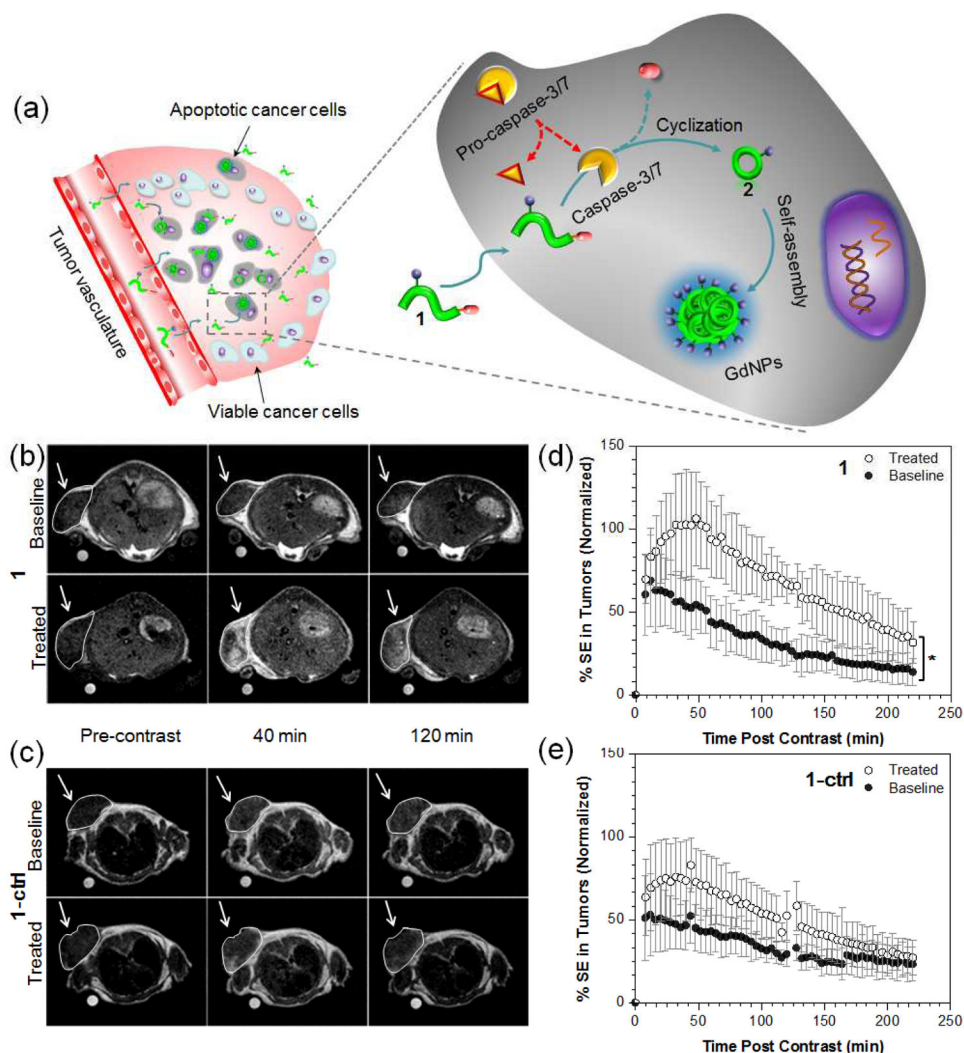 (a)
Apoptotic cancer cells
Tumor vasculature
Viable cancer cells
Pro-caspase-3/7
Caspase-3/7
Cyclization
1
2
Self-assembly
GdNPs
(b)
1
Baseline
Treated
Pre-contrast
40 min
120 min
(c)
1-ctrl
Baseline
Treated
(d)
1
Treated
Baseline
% SE in Tumors (Normalized)
150
100
50
0
*
0
50
100
150
200
250
Time Post Contrast (min)
(e)
1-ctrl
Treated
Baseline
% SE in Tumors (Normalized)
150
100
50
0
0
50
100
150
200
250
Time Post Contrast (min)